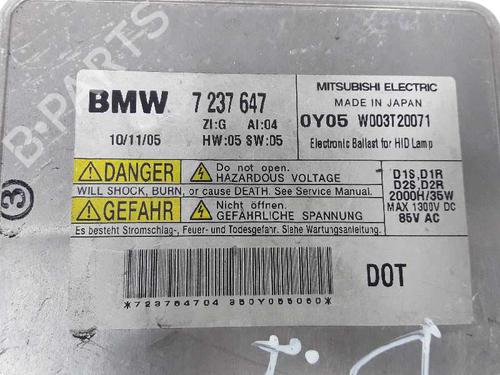 B-PARTS
BMW 7 237 647
ZI:G AI:04
10/11/05 HW:05 SW:05
MITSUBISHI ELECTRIC
MADE IN JAPAN
0Y05 W003T20071
Electronic Ballast for HID Lamp
DANGER Do not open.
HAZARDOUS VOLTAGE
WILL SHOCK, BURN, or cause DEATH. See Service Manual.
GEFAHR Nicht öffnen.
GEFÄHRLICHE SPANNUNG
Es besteht Stromschlag-, Feuer- und Todesgefahr. Siehe Wartungsanleitung.
D1S,D1R
D2S,D2R
2000H/35W
MAX 1300V DC
85V AC
3
DOT
*723764704 350Y055060*